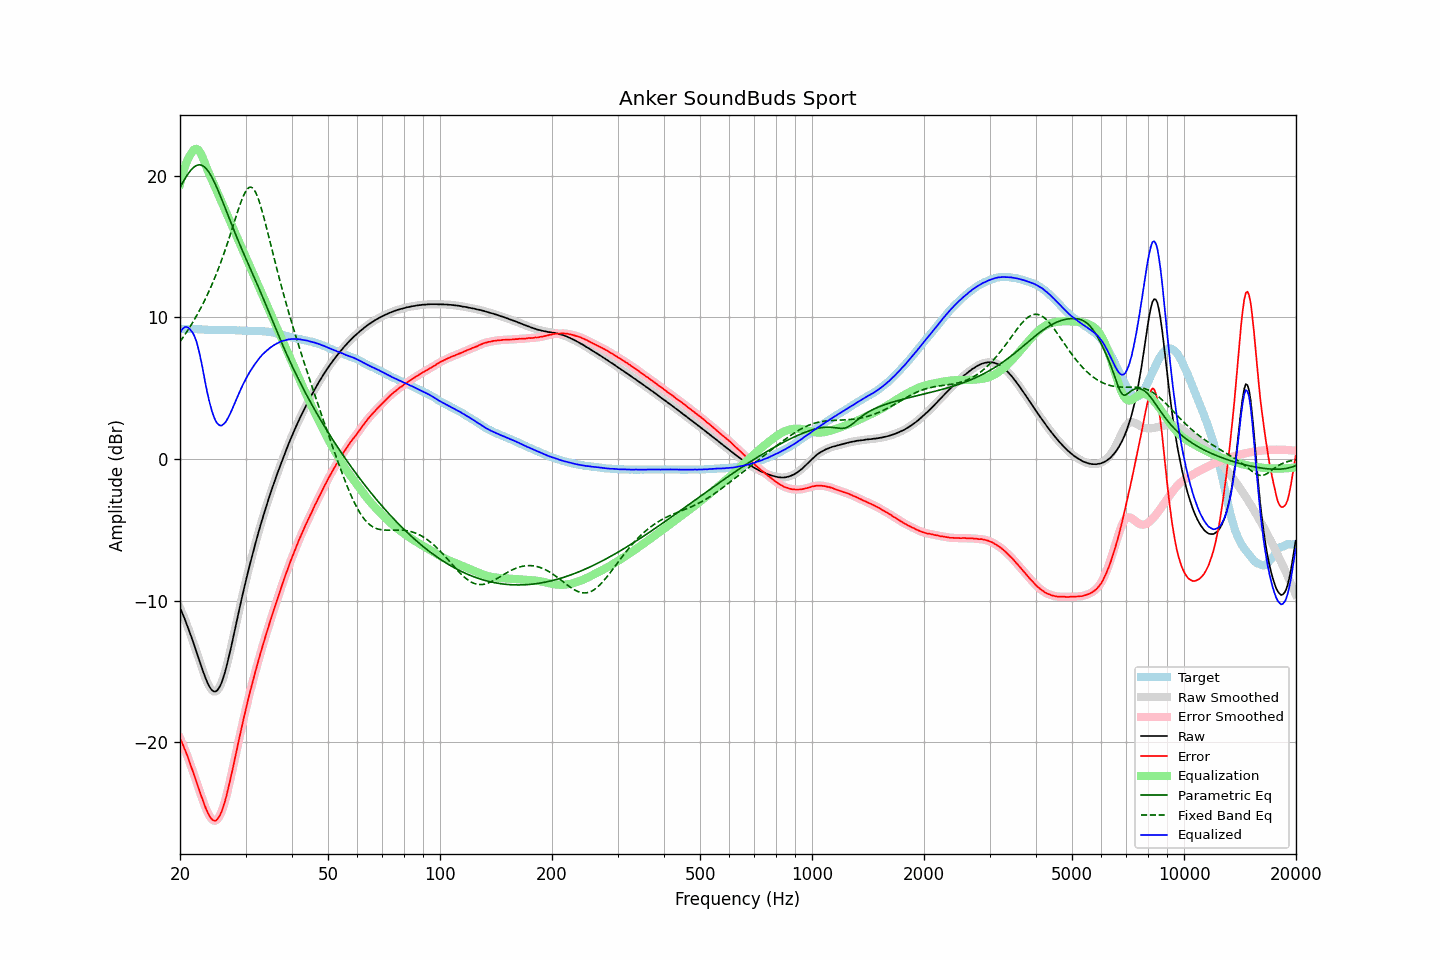 Anker SoundBuds Sport
Amplitude (dBr)
20
10
0
−10
−20
20
50
100
200
500
1000
2000
5000
10000
20000
Frequency (Hz)
Target
Raw Smoothed
Error Smoothed
Raw
Error
Equalization
Parametric Eq
Fixed Band Eq
Equalized